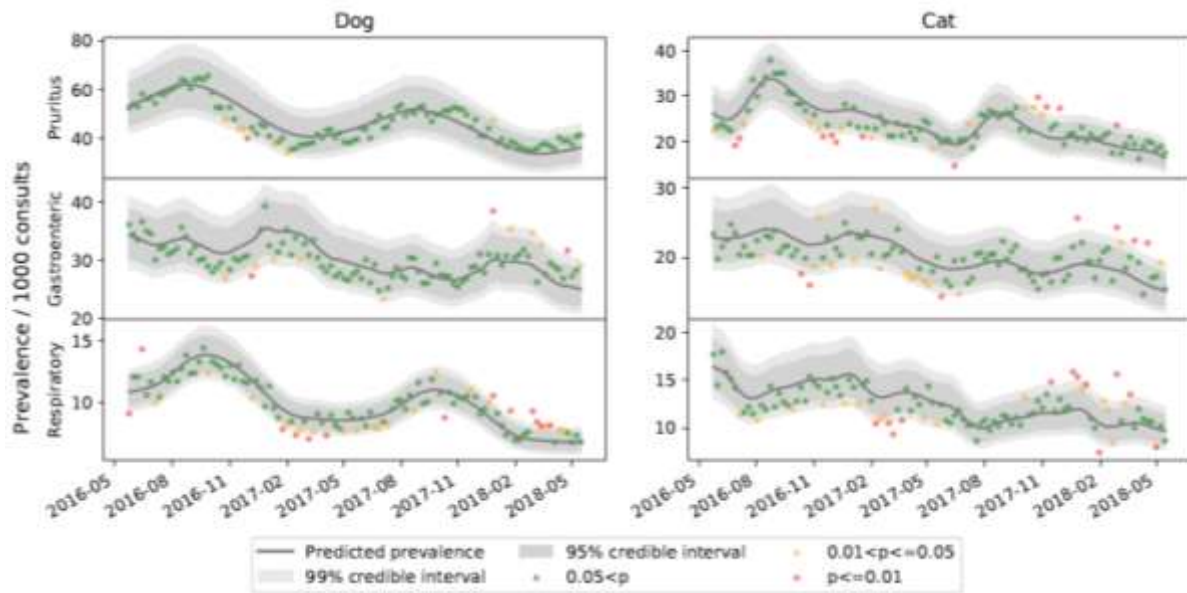 Dog
Cat
Prevalence / 1000 consults
Pruritus
80
60
40
40
30
20
Gastroenteric
40
30
20
30
20
Respiratory
15
10
20
15
10
2016-05
2016-08
2016-11
2017-02
2017-05
2017-08
2017-11
2018-02
2018-05
2016-05
2016-08
2016-11
2017-02
2017-05
2017-08
2017-11
2018-02
2018-05
Predicted prevalence
99% credible interval
95% credible interval
0.05<p
0.01<p<=0.05
p<=0.01